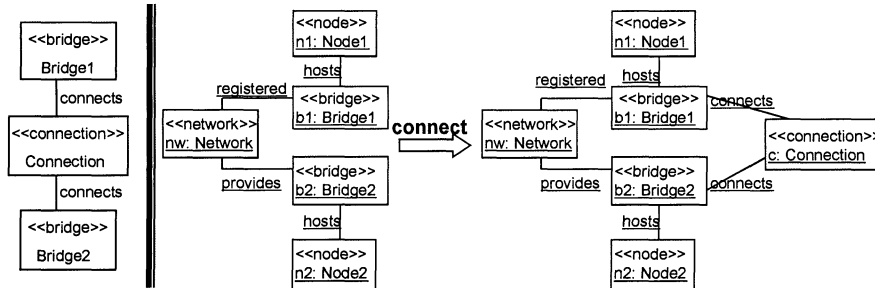 <<bridge>>
Bridge1
connects
<<connection>>
Connection
connects
<<bridge>>
Bridge2
<<node>>
n1: Node1
hosts
registered
<<bridge>>
b1: Bridge1
<<network>>
nw: Network
provides
<<bridge>>
b2: Bridge2
hosts
<<node>>
n2: Node2
connect
<<node>>
n1: Node1
hosts
registered
<<bridge>>
b1: Bridge1
connects
<<network>>
nw: Network
<<connection>>
c: Connection
provides
<<bridge>>
b2: Bridge2
connects
hosts
<<node>>
n2: Node2